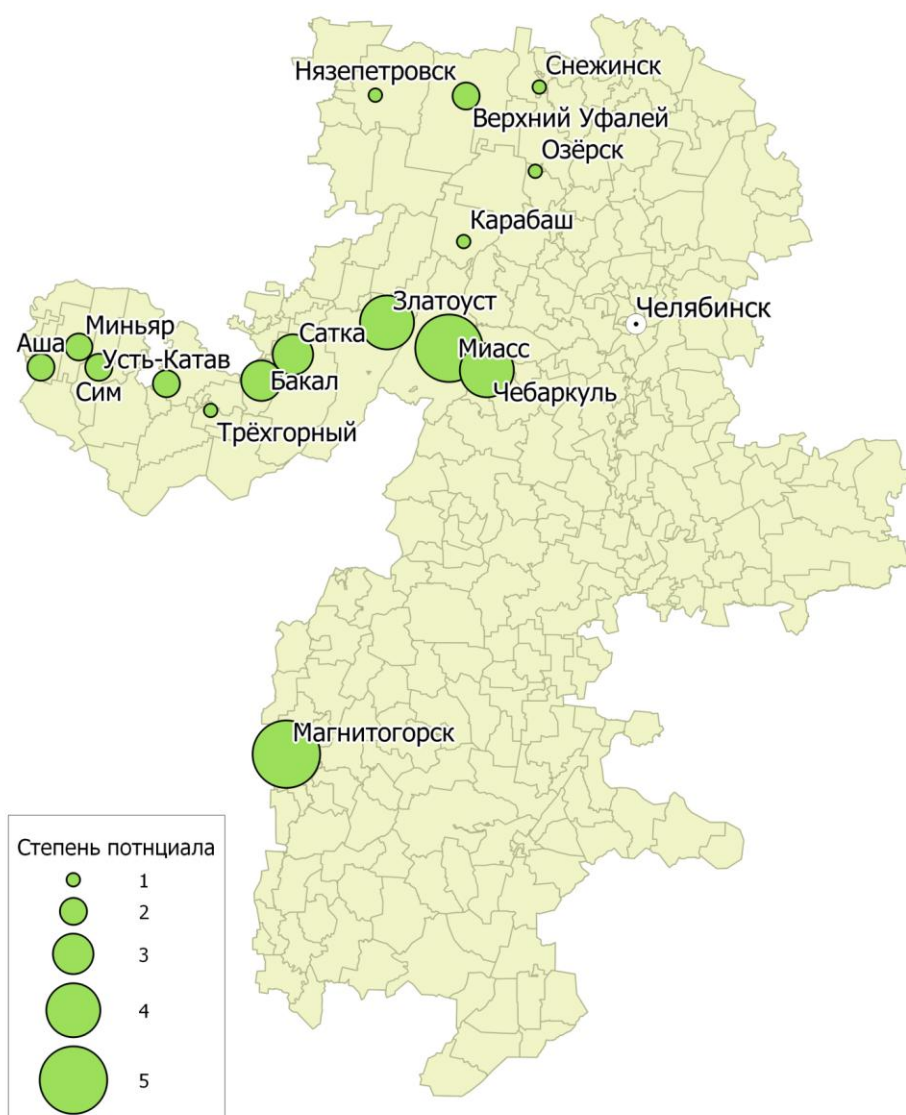 Нязепетровск
Снежинск
Верхний Уфалей
Озёрск
Карабаш
Златоуст
Челябинск
Миньяр
Сатка
Миасс
Аша
Усть-Катав
Бакал
Чебаркуль
Сим
Трёхгорный
Магнитогорск
Степень потнциала
1
2
3
4
5